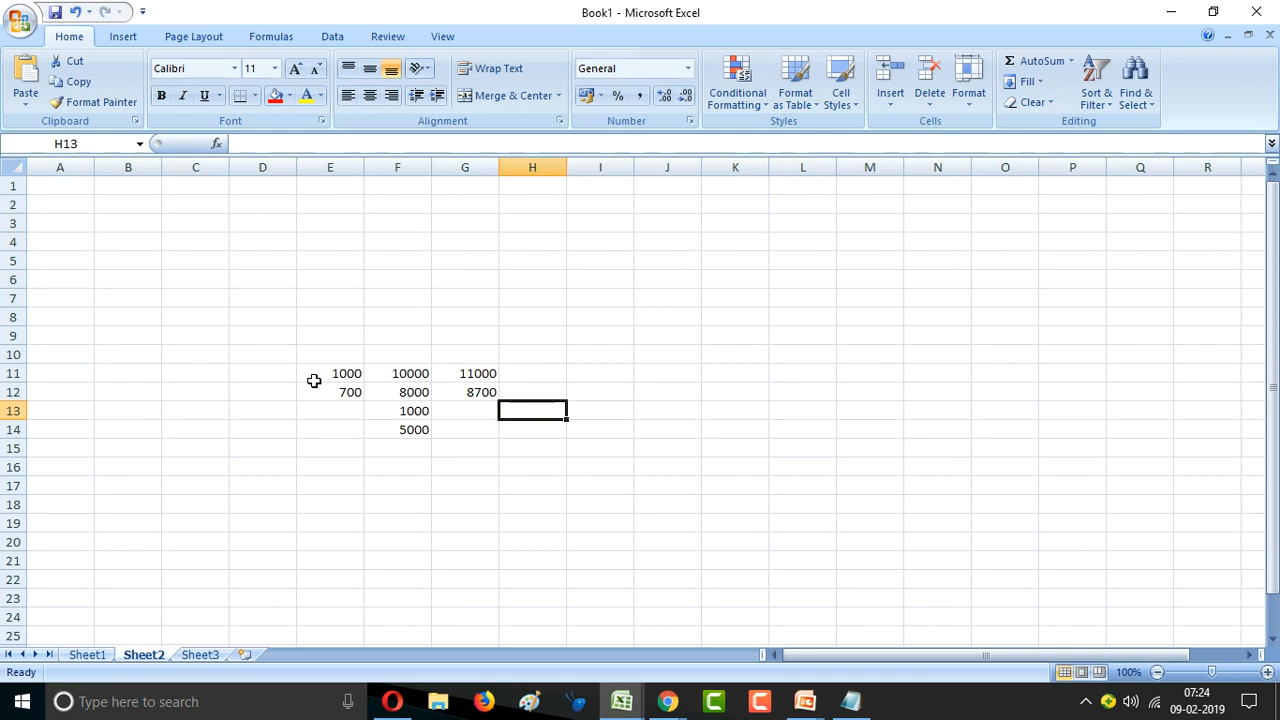 Book1 - Microsoft Excel
Home Insert Page Layout Formulas Data Review View
Paste
Cut
Copy
Format Painter
Clipboard
Calibri 11
B I U
Font
Wrap Text
Merge & Center
Alignment
General
% ,
Number
Conditional Formatting
Format as Table
Cell Styles
Styles
Insert Delete Format
Cells
Σ AutoSum
Fill
Clear
Sort & Filter
Find & Select
Editing
H13 fx
A B C D E F G H I J K L M N O P Q R
1
2
3
4
5
6
7
8
9
10
11 1000 10000 11000
12 700 8000 8700
13 1000
14 5000
15
16
17
18
19
20
21
22
23
24
25
Sheet1 Sheet2 Sheet3
Ready 100%
Type here to search
07:24
09-02-2019